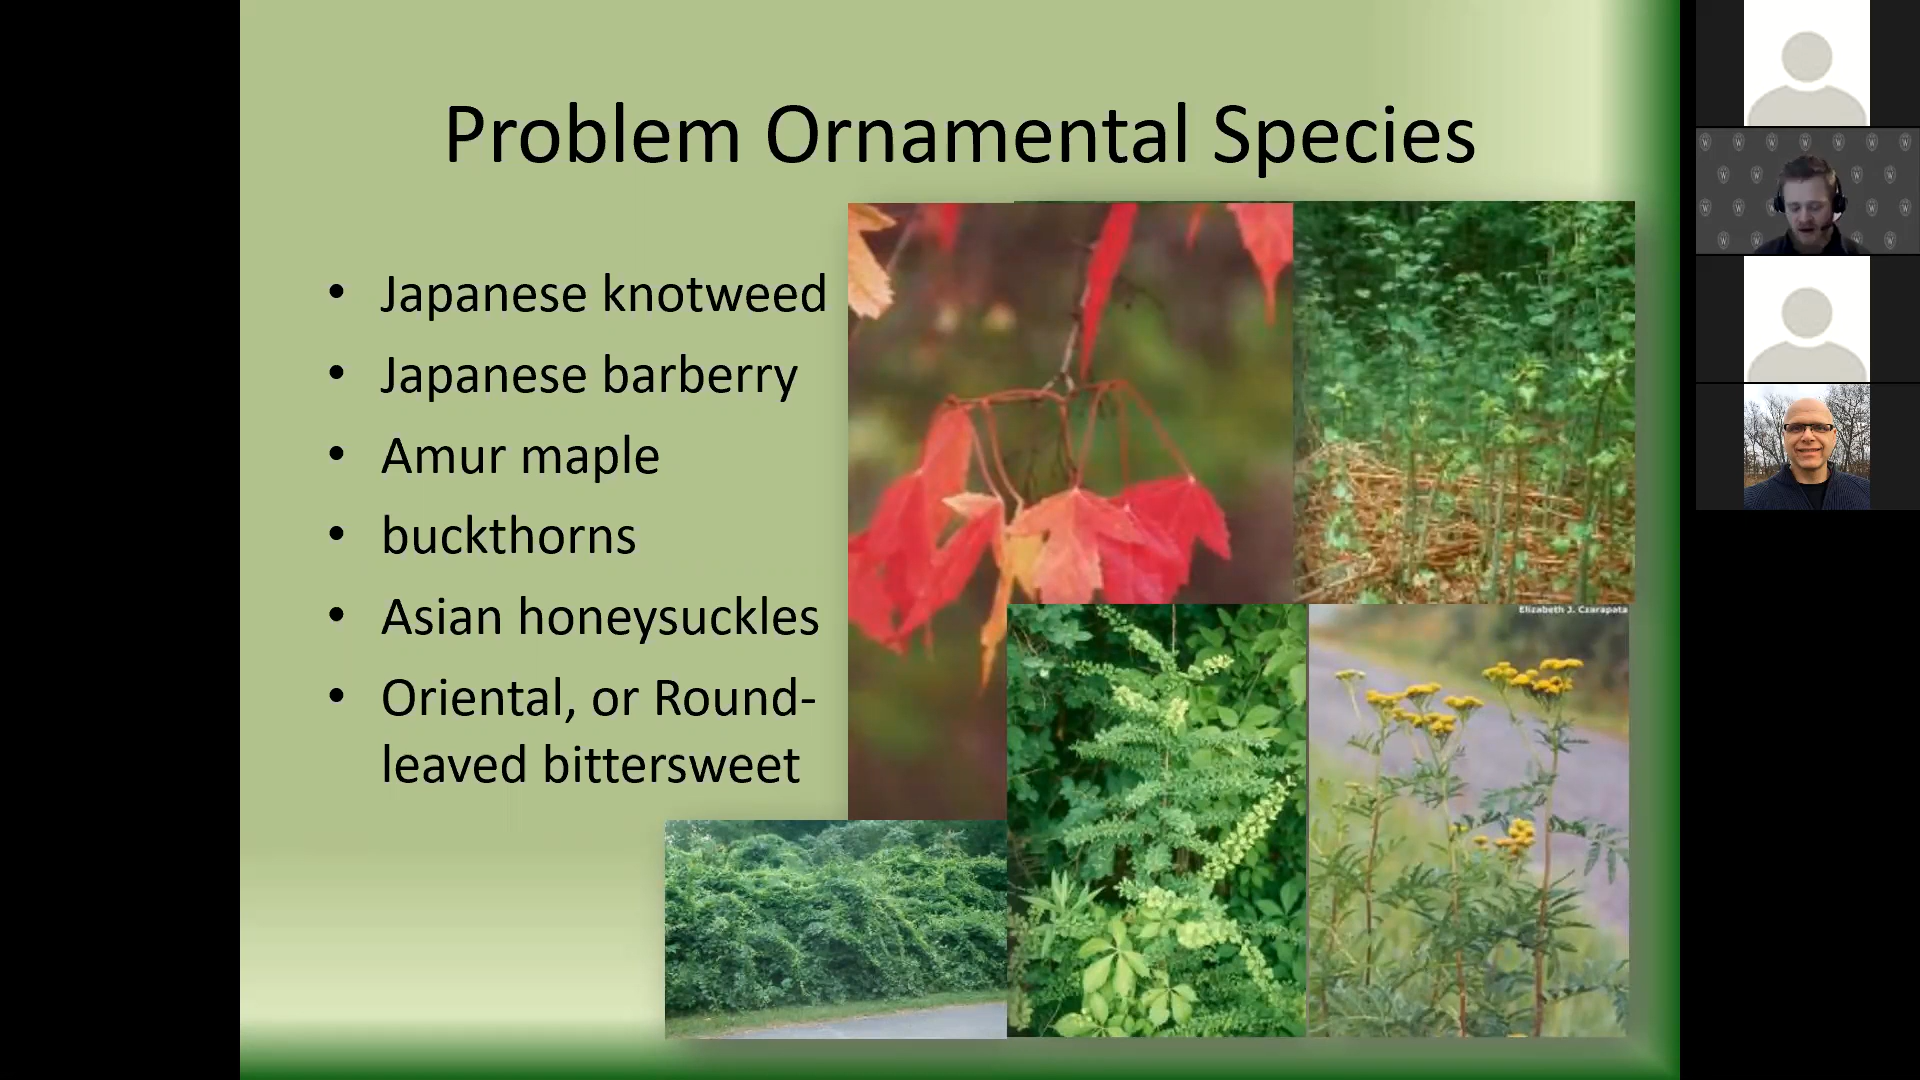 Problem Ornamental Species
• Japanese knotweed
• Japanese barberry
• Amur maple
• buckthorns
• Asian honeysuckles
• Oriental, or Round-
leaved bittersweet
Elizabeth J. Czarapata